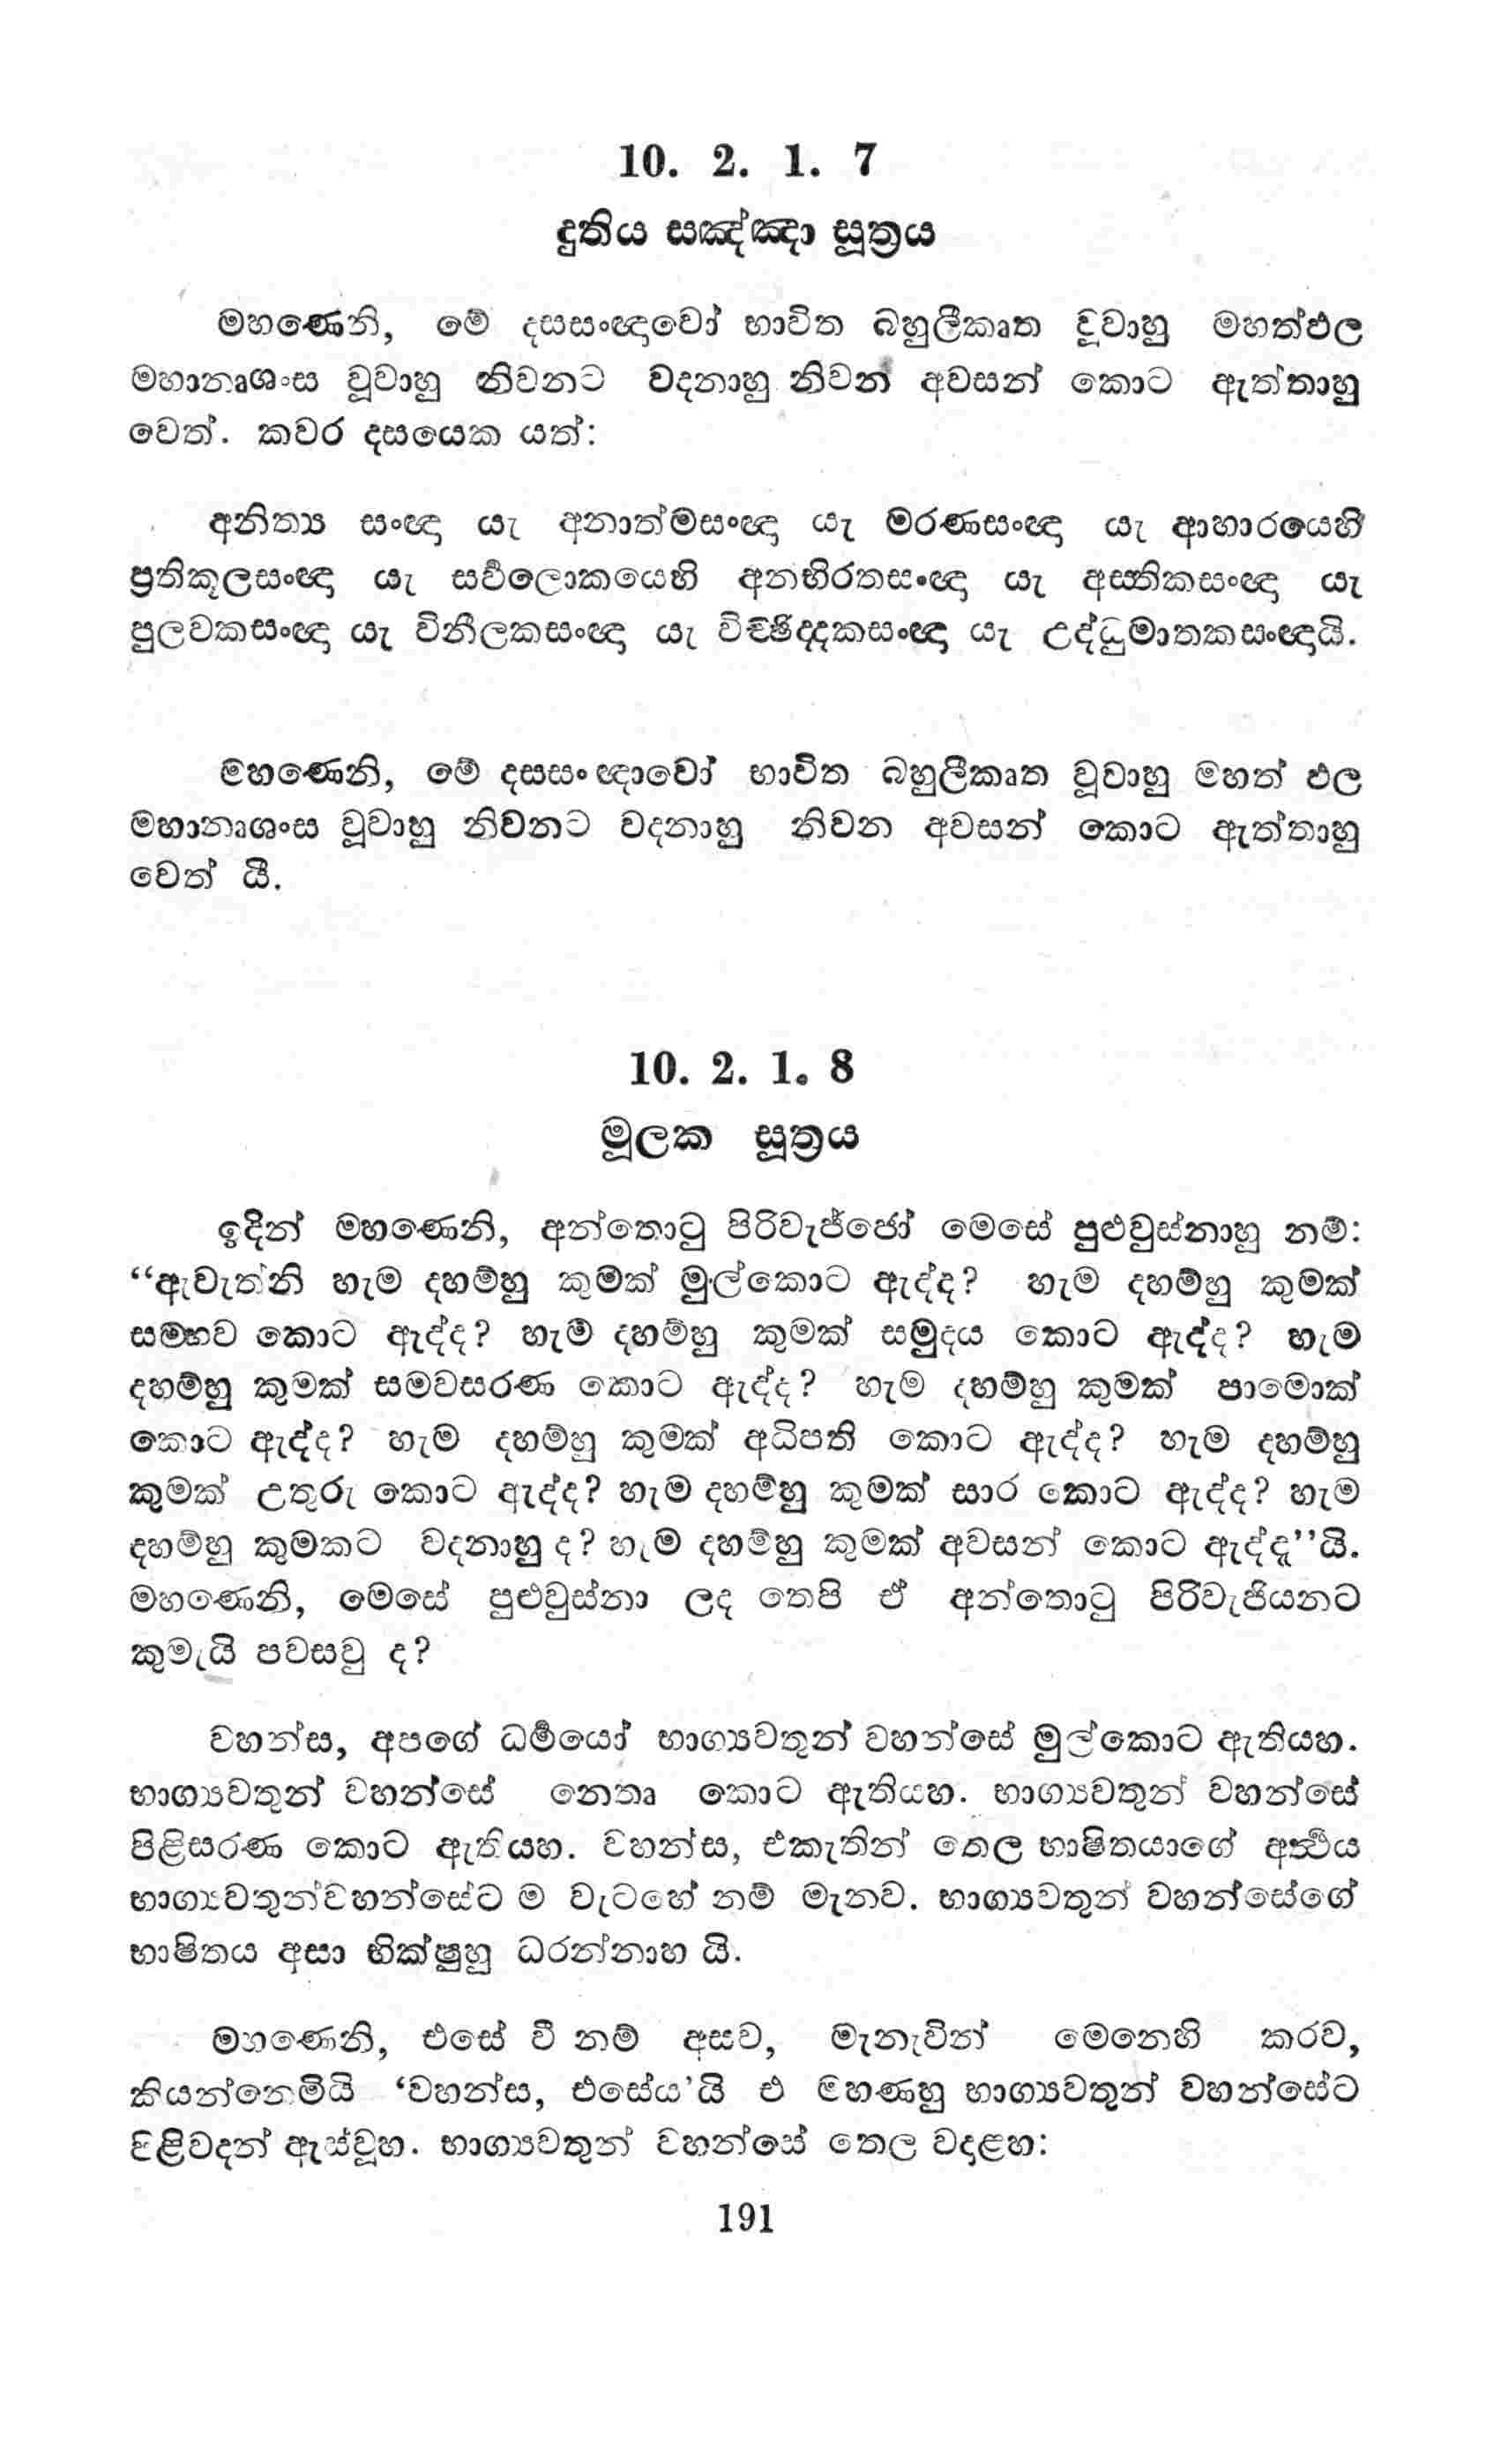 10. 2. 1. 7
දුතිය සඤ්ඤා සූත්‍රය
මහණෙනි, මේ දසසංඥාවෝ භාවිත බහුලීකෘත වූවාහු මහත්ඵල
මහානෘශංස වූවාහු නිවනට වදනාහු නිවන් අවසන් කොට ඇත්තාහු
වෙත්. කවර දසයෙක යත්:
අනිත්‍ය සංඥා යැ අනාත්මසංඥා යැ මරණසංඥා යැ ආහාරයෙහි
ප්‍රතිකූලසංඥා යැ සර්‍වලොකයෙහි අනභිරතසංඥා යැ අස්ථිකසංඥා යැ
පුලවකසංඥා යැ විනීලකසංඥා යැ විච්ඡිද්දකසංඥා යැ උද්ධුමාතකසංඥායි.
මහණෙනි, මේ දසසංඥාවෝ භාවිත බහුලීකෘත වූවාහු මහත් ඵල
මහානෘශංස වූවාහු නිවනට වදනාහු නිවන අවසන් කොට ඇත්තාහු
වෙත් යී.
10. 2. 1. 8
මූලක සූත්‍රය
ඉදින් මහණෙනි, අන්තොටු පිරිවැජ්ජෝ මෙසේ පුළුවුස්නාහු නම්:
“ඇවැත්නි හැම දහම්හු කුමක් මුල්කොට ඇද්ද? හැම දහම්හු කුමක්
සම්භව කොට ඇද්ද? හැම දහම්හු කුමක් සමුදය කොට ඇද්ද? හැම
දහම්හු කුමක් සමවසරණ කොට ඇද්ද? හැම දහම්හු කුමක් පාමොක්
කොට ඇද්ද? හැම දහම්හු කුමක් අධිපති කොට ඇද්ද? හැම දහම්හු
කුමක් උතුරු කොට ඇද්ද? හැම දහම්හු කුමක් සාර කොට ඇද්ද? හැම
දහම්හු කුමකට වදනාහු ද? හැම දහම්හු කුමක් අවසන් කොට ඇද්දැ”යි.
මහණෙනි, මෙසේ පුළුවුස්නා ලද තෙපි ඒ අන්තොටු පිරිවැජියනට
කුමැයි පවසවු ද?
වහන්ස, අපගේ ධර්‍මයෝ භාග්‍යවතුන් වහන්සේ මුල්කොට ඇතියහ.
භාග්‍යවතුන් වහන්සේ නෙතෘ කොට ඇතියහ. භාග්‍යවතුන් වහන්සේ
පිළිසරණ කොට ඇතියහ. වහන්ස, එකැතින් තෙල භාෂිතයාගේ අර්‍ත්‍ථය
භාග්‍යවතුන්වහන්සේට ම වැටහේ නම් මැනව. භාග්‍යවතුන් වහන්සේගේ
භාෂිතය අසා භික්ෂුහු ධරන්නාහ යි.
මහණෙනි, එසේ වී නම් අසව, මැනැවින් මෙනෙහි කරව,
කියන්නෙමියි ‘වහන්ස, එසේය’යි එ මහණහු භාග්‍යවතුන් වහන්සේට
පිළිවදන් ඇස්වූහ. භාග්‍යවතුන් වහන්සේ තෙල වදාළහ:
191